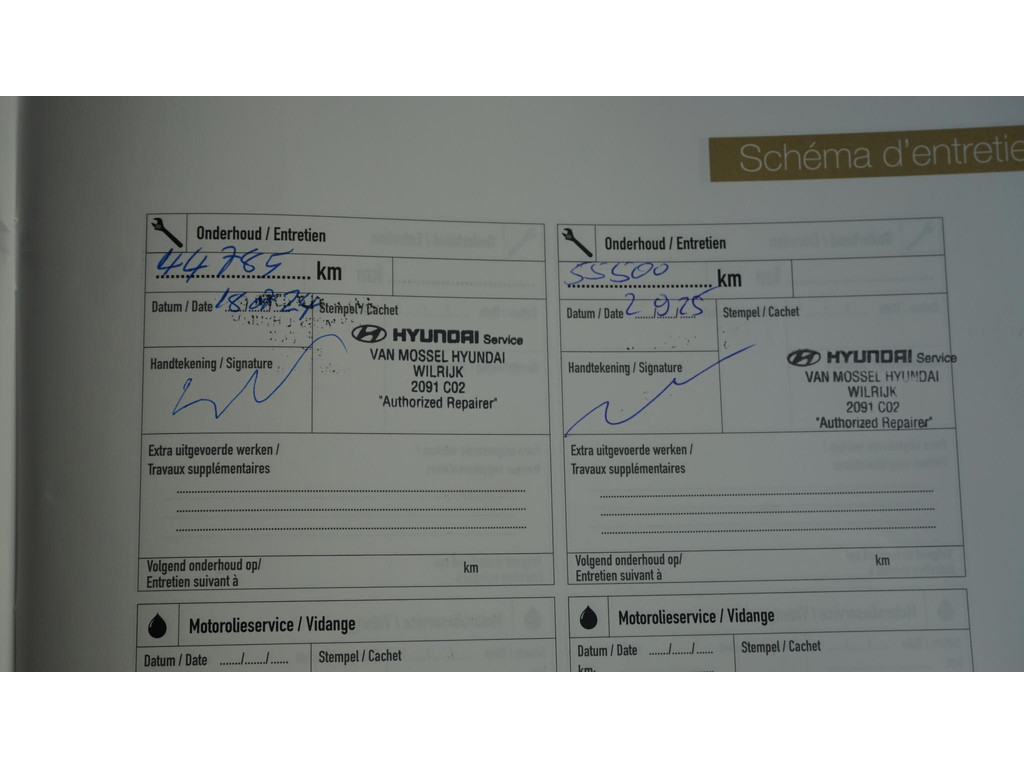 Schéma d'entretie
Onderhoud / Entretien
44785 km
Datum / Date
Stempel / Cachet
HYUNDAI Service
VAN MOSSEL HYUNDAI
WILRIJK
2091 C02
"Authorized Repairer"
Handtekening / Signature
Extra uitgevoerde werken /
Travaux supplémentaires
Volgend onderhoud op/
Entretien suivant à
km
Motorolieservice / Vidange
Datum / Date ....../....../......
Stempel / Cachet
Onderhoud / Entretien
55500 km
Datum / Date 2 9 25
Stempel / Cachet
HYUNDAI Service
VAN MOSSEL HYUNDAI
WILRIJK
2091 C02
"Authorized Repairer"
Handtekening / Signature
Extra uitgevoerde werken /
Travaux supplémentaires
Volgend onderhoud op/
Entretien suivant à
km
Motorolieservice / Vidange
Datum / Date ....../....../......
Stempel / Cachet
km: